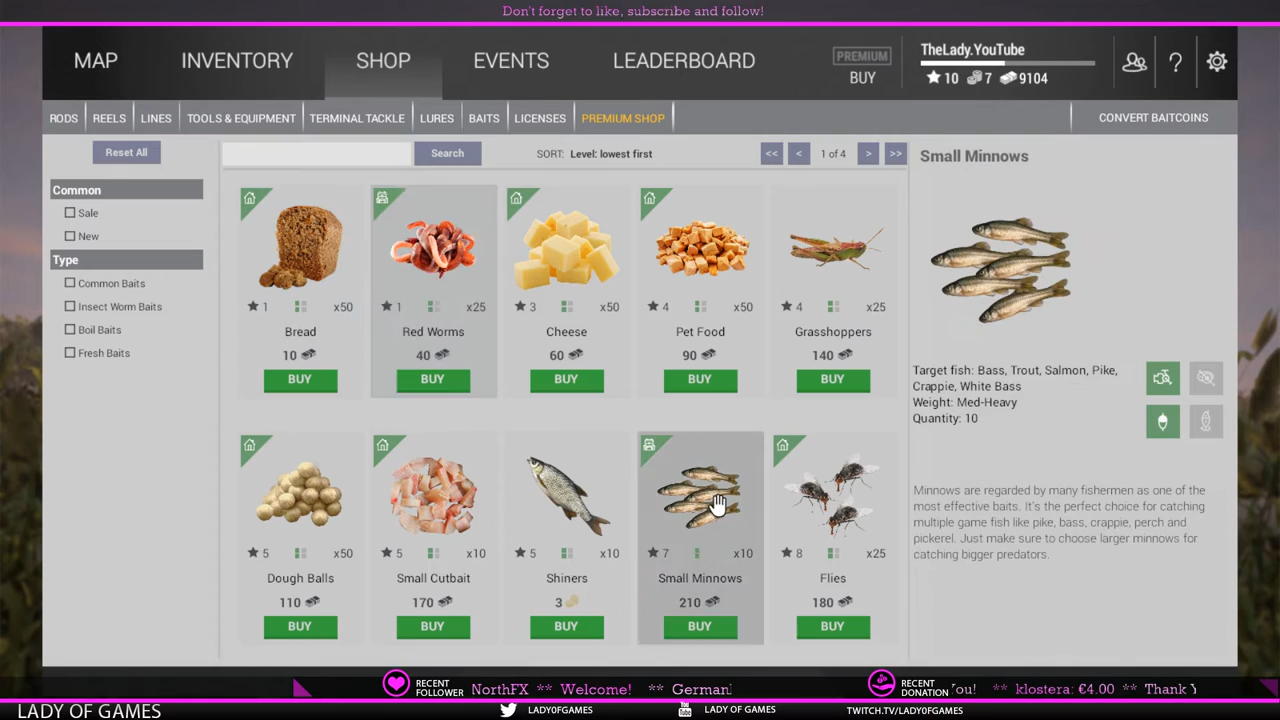 Don't forget to like, subscribe and follow!
MAP INVENTORY SHOP EVENTS LEADERBOARD PREMIUM BUY TheLady.YouTube
10 7 9104
RODS REELS LINES TOOLS & EQUIPMENT TERMINAL TACKLE LURES BAITS LICENSES PREMIUM SHOP CONVERT BAITCOINS
Reset All Search SORT: Level: lowest first << < 1 of 4 > >>
Common
Sale
New
Type
Common Baits
Insect Worm Baits
Boil Baits
Fresh Baits
1 x50 1 x25 3 x50 4 x50 4 x25
Bread Red Worms Cheese Pet Food Grasshoppers
10 40 60 90 140
BUY BUY BUY BUY BUY
5 x50 5 x10 5 x10 7 x10 8 x25
Dough Balls Small Cutbait Shiners Small Minnows Flies
110 170 3 210 180
BUY BUY BUY BUY BUY
Small Minnows
Target fish: Bass, Trout, Salmon, Pike,
Crappie, White Bass
Weight: Med-Heavy
Quantity: 10
Minnows are regarded by many fishermen as one of the
most effective baits. It's the perfect choice for catching
multiple game fish like pike, bass, crappie, perch and
pickerel. Just make sure to choose larger minnows for
catching bigger predators.
RECENT FOLLOWER NorthFX ** Welcome! ** German
RECENT DONATION You! ** klostera: €4.00 ** Thank Y
LADY OF GAMES LADY0FGAMES LADY OF GAMES TWITCH.TV/LADY0FGAMES